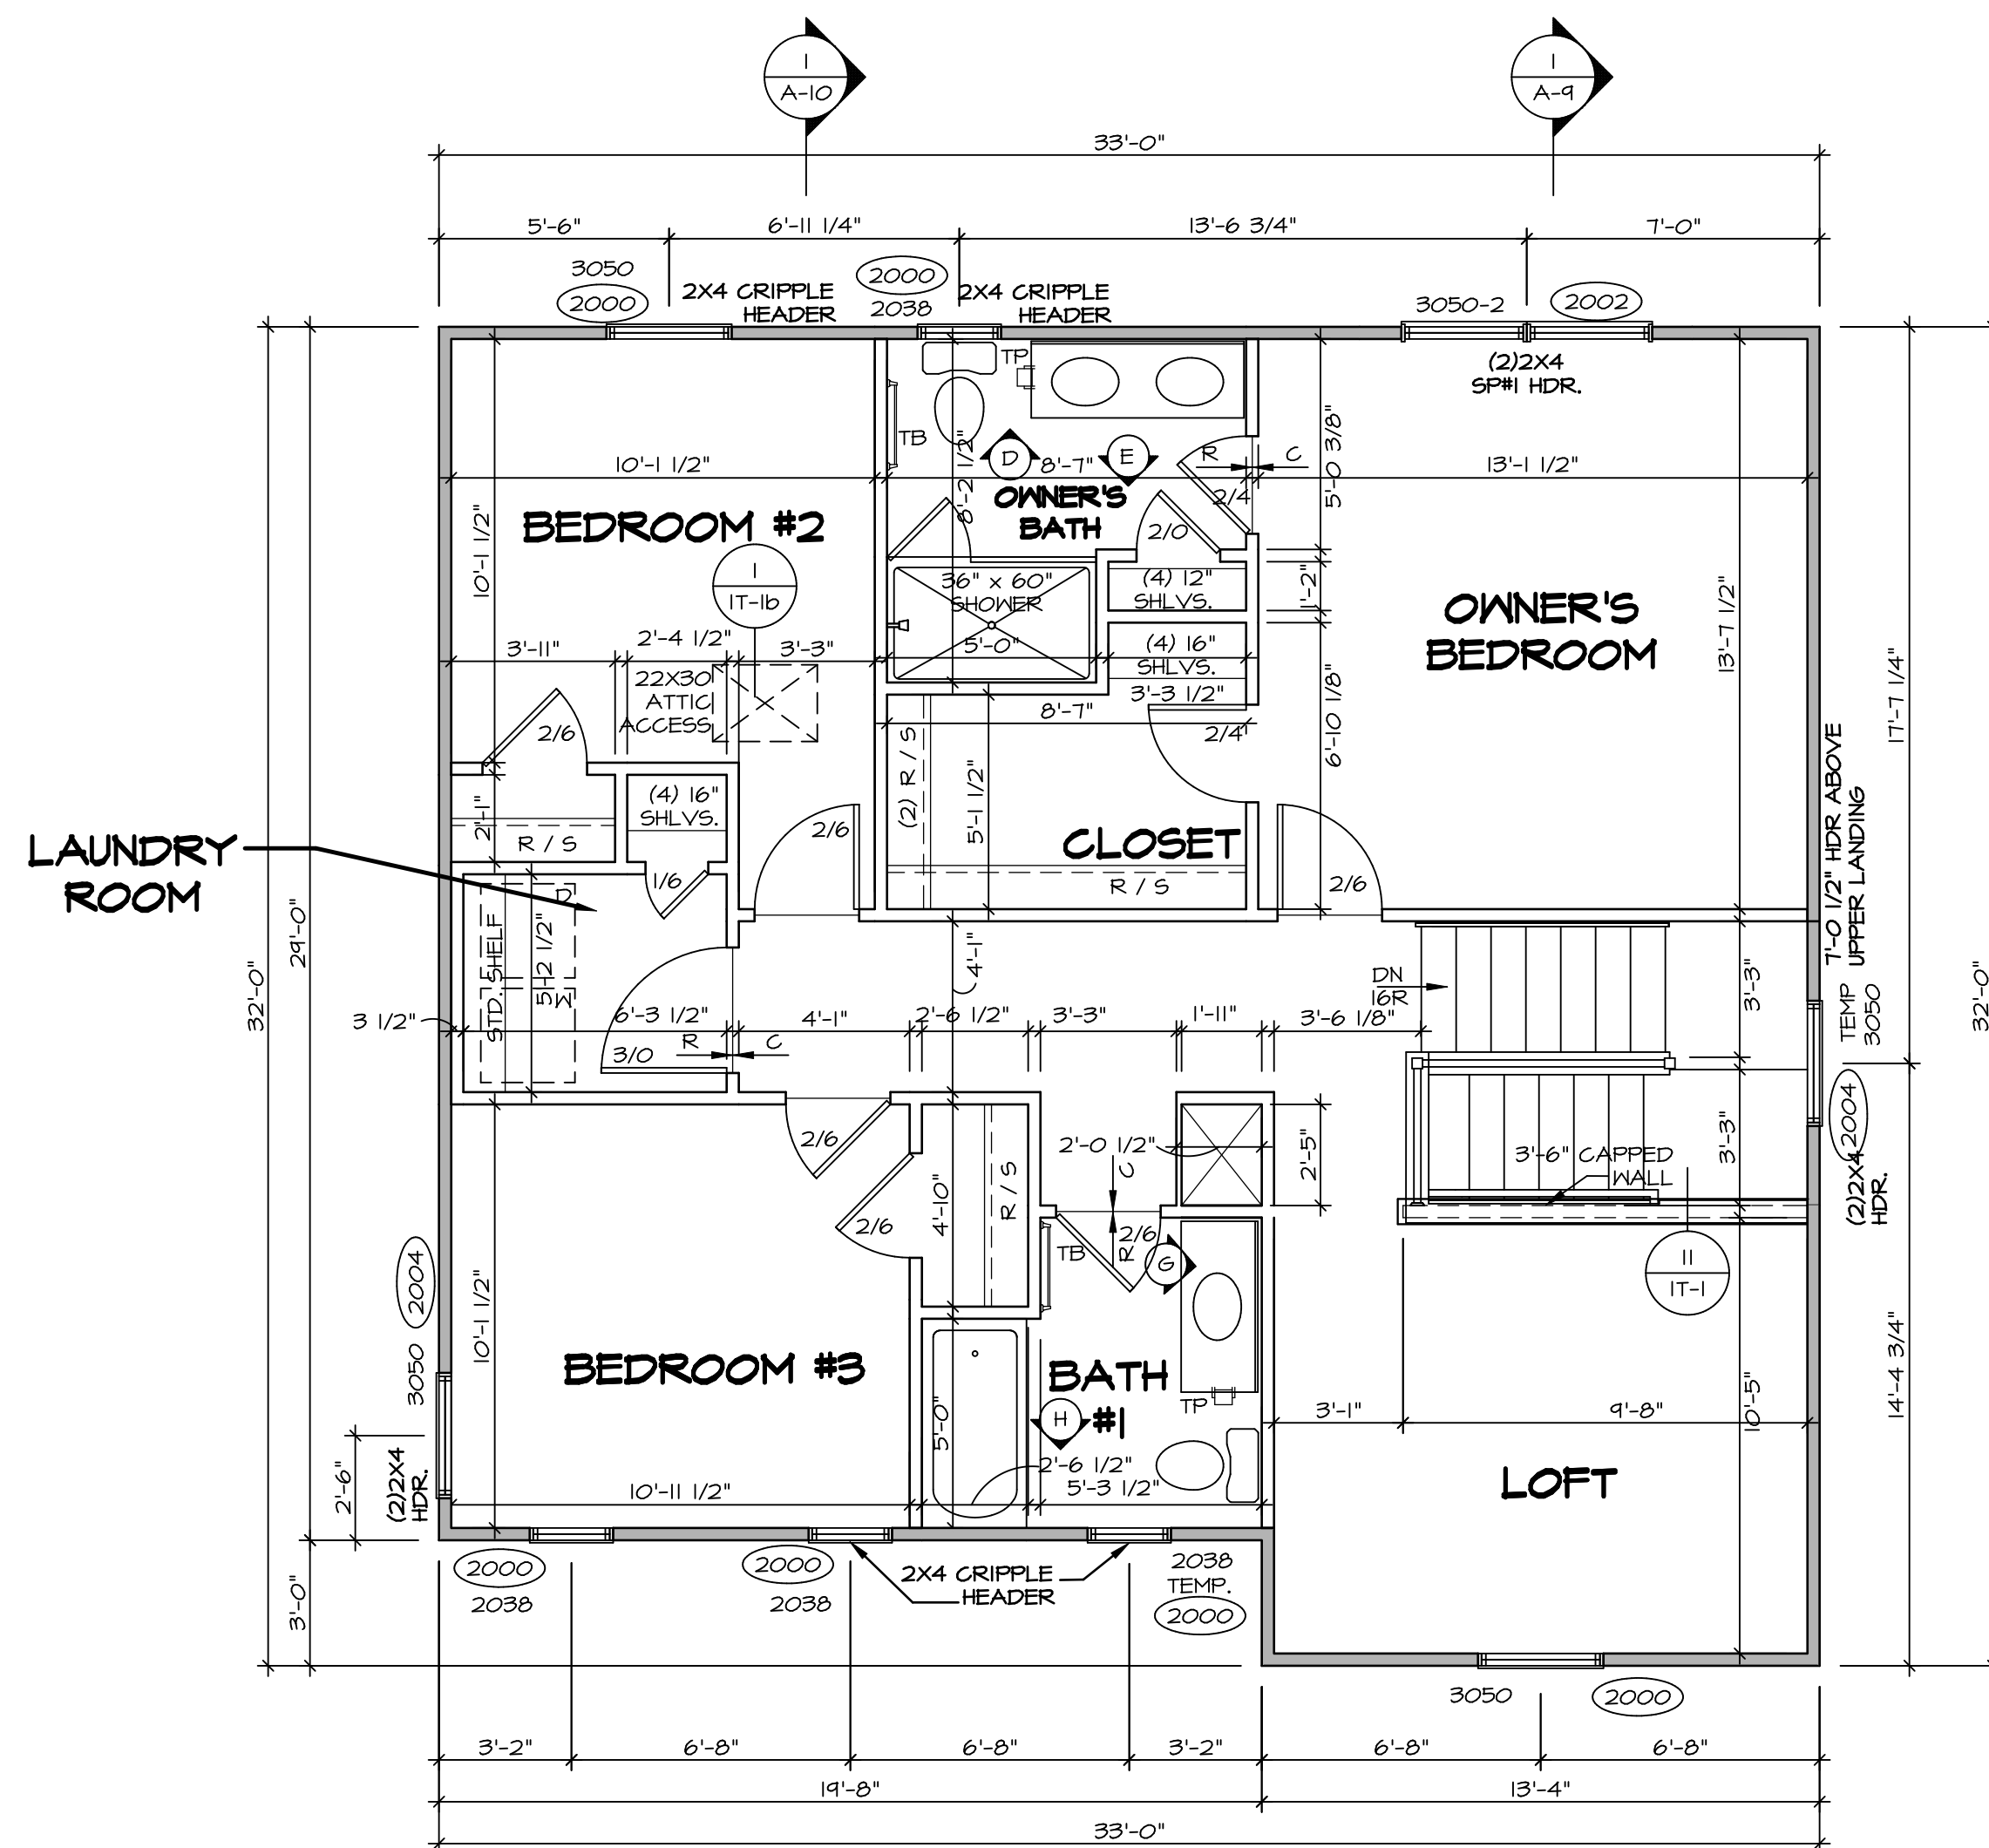 1
A-10
1
A-9
33'-0"
5'-6"
6'-11 1/4"
13'-6 3/4"
7'-0"
3050
2000
2X4 CRIPPLE
HEADER
2000
2038
2X4 CRIPPLE
HEADER
3050-2
2002
(2)2X4
SP#1 HDR.
TP
TB
D
E
R
C
10'-1 1/2"
8'-7"
13'-1 1/2"
8'-2 1/2"
5'-0 3/8"
2/4
OWNER'S
BATH
BEDROOM #2
10'-1 1/2"
2/0
1
IT-1b
36" x 60"
SHOWER
(4) 12"
SHLVS.
1'-2"
OWNER'S
BEDROOM
13'-7 1/2"
3'-11"
2'-4 1/2"
3'-3"
5'-0"
(4) 16"
SHLVS.
3'-3 1/2"
22X30
ATTIC
ACCESS
8'-7"
2/4
6'-10 1/8"
17'-7 1/4"
2/6
(2) R / S
5'-1 1/2"
(4) 16"
SHLVS.
2/6
2'-1"
R / S
CLOSET
R / S
2/6
7'-0 1/2" HDR ABOVE
UPPER LANDING
LAUNDRY
ROOM
1/6
D
W
STD. SHELF
5'-2 1/2"
29'-0"
32'-0"
4'-1"
DN
16R
3'-3"
TEMP
3050
32'-0"
3 1/2"
6'-3 1/2"
4'-1"
2'-6 1/2"
3'-3"
1'-11"
3'-6 1/8"
3/0
R
C
2/6
2'-0 1/2"
2'-5"
3'-3"
3'-6" CAPPED
WALL
2004
(2)2X4
HDR.
4'-10"
R / S
C
R
2/6
2/6
TB
G
11
IT-1
2004
3050
10'-1 1/2"
BEDROOM #3
BATH
#1
H
TP
5'-0"
3'-1"
9'-8"
10'-5"
14'-4 3/4"
2'-6"
(2)2X4
HDR.
10'-11 1/2"
2'-6 1/2"
5'-3 1/2"
LOFT
2000
2038
2000
2038
2X4 CRIPPLE
HEADER
2038
TEMP.
2000
3'-0"
3050
2000
3'-2"
6'-8"
6'-8"
3'-2"
6'-8"
6'-8"
19'-8"
13'-4"
33'-0"